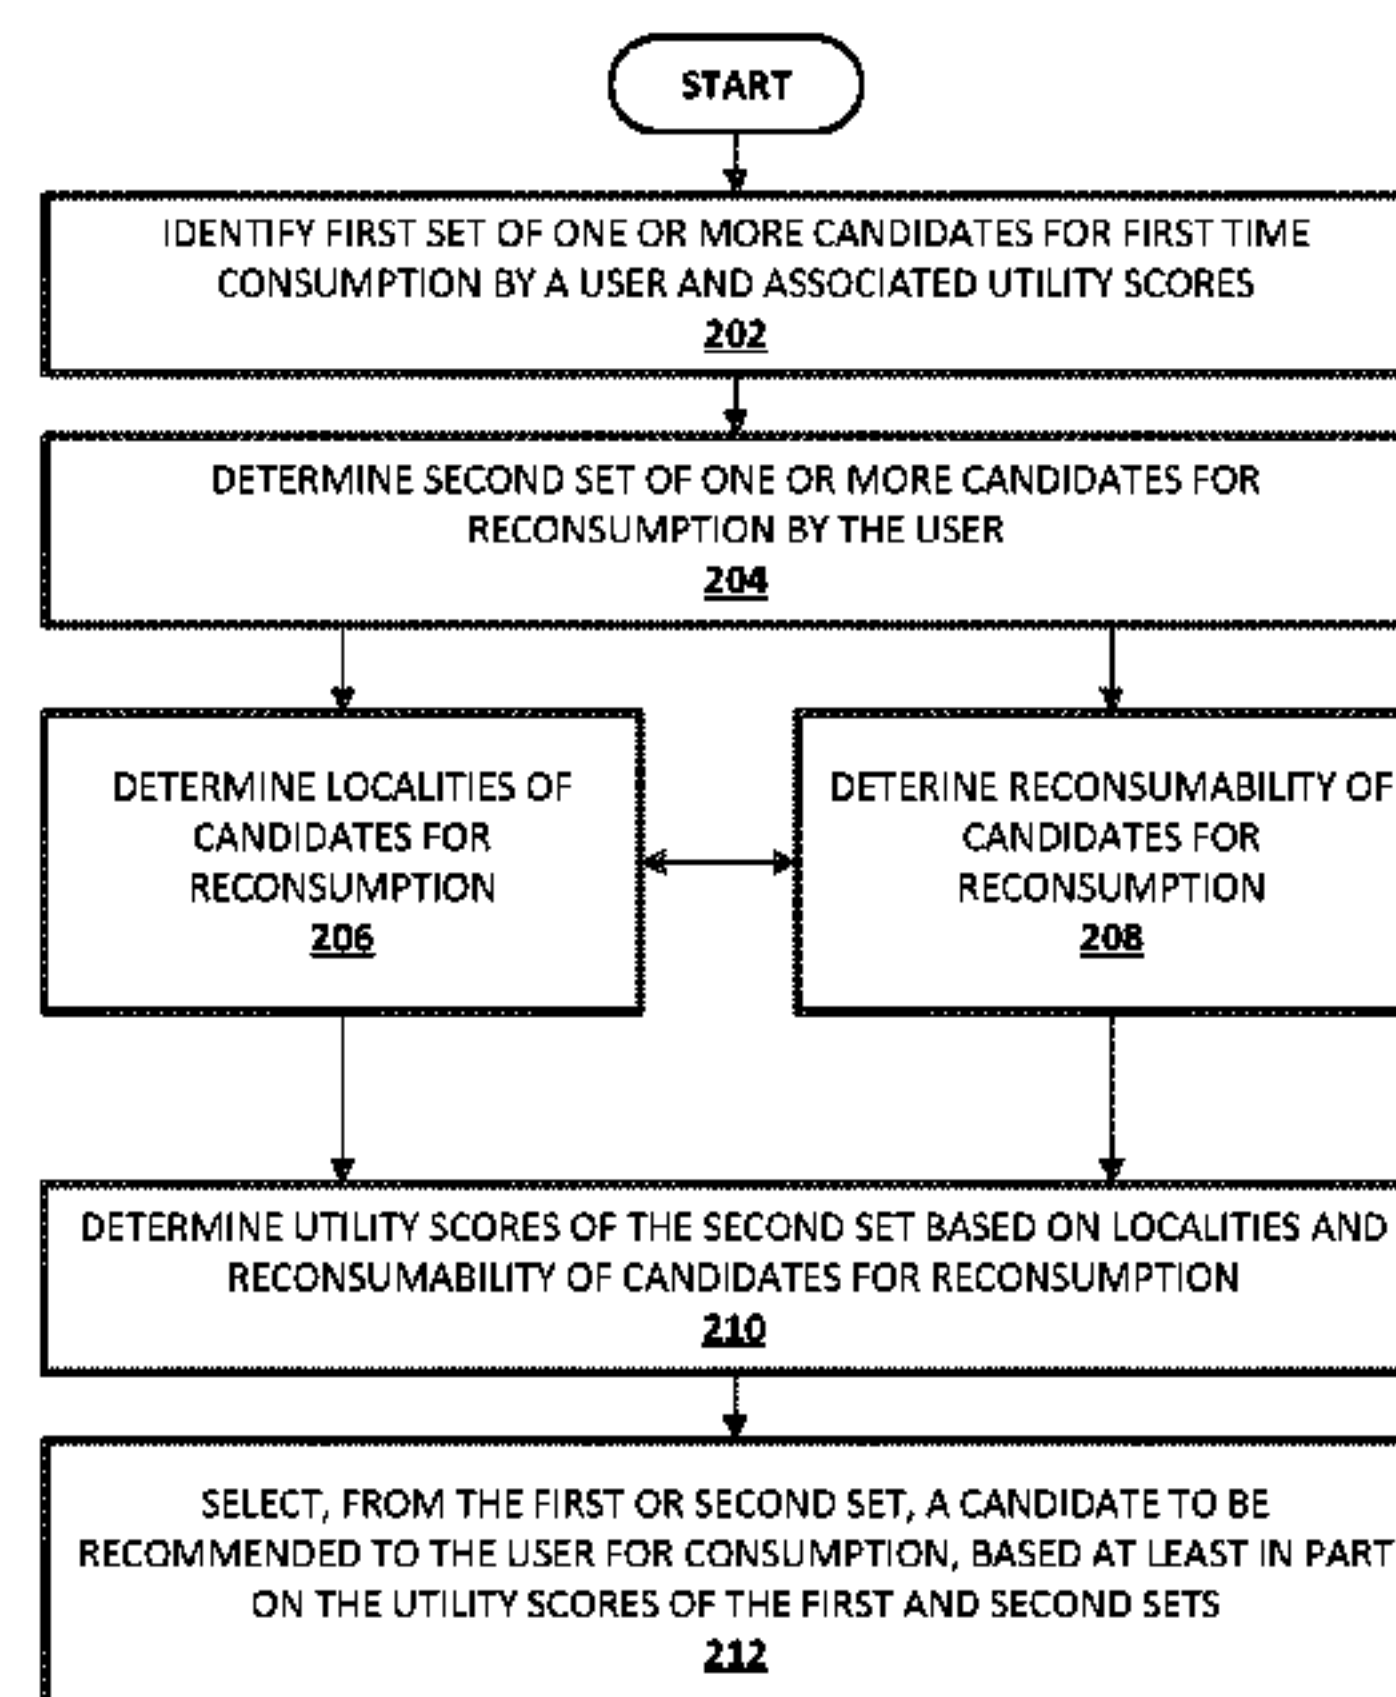 START
IDENTIFY FIRST SET OF ONE OR MORE CANDIDATES FOR FIRST TIME
CONSUMPTION BY A USER AND ASSOCIATED UTILITY SCORES
202
DETERMINE SECOND SET OF ONE OR MORE CANDIDATES FOR
RECONSUMPTION BY THE USER
204
DETERMINE LOCALITIES OF
CANDIDATES FOR
RECONSUMPTION
206
DETERINE RECONSUMABILITY OF
CANDIDATES FOR
RECONSUMPTION
208
DETERMINE UTILITY SCORES OF THE SECOND SET BASED ON LOCALITIES AND
RECONSUMABILITY OF CANDIDATES FOR RECONSUMPTION
210
SELECT, FROM THE FIRST OR SECOND SET, A CANDIDATE TO BE
RECOMMENDED TO THE USER FOR CONSUMPTION, BASED AT LEAST IN PART
ON THE UTILITY SCORES OF THE FIRST AND SECOND SETS
212